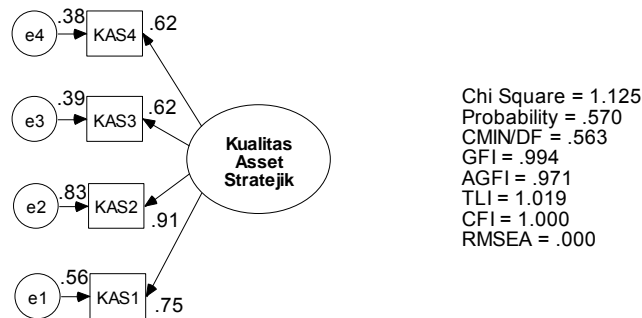 .38
.62
e4
KAS4
.39
.62
e3
KAS3
Kualitas
Asset
Stratejik
.83
e2
KAS2
.91
.56
e1
KAS1
.75
Chi Square = 1.125
Probability = .570
CMIN/DF = .563
GFI = .994
AGFI = .971
TLI = 1.019
CFI = 1.000
RMSEA = .000